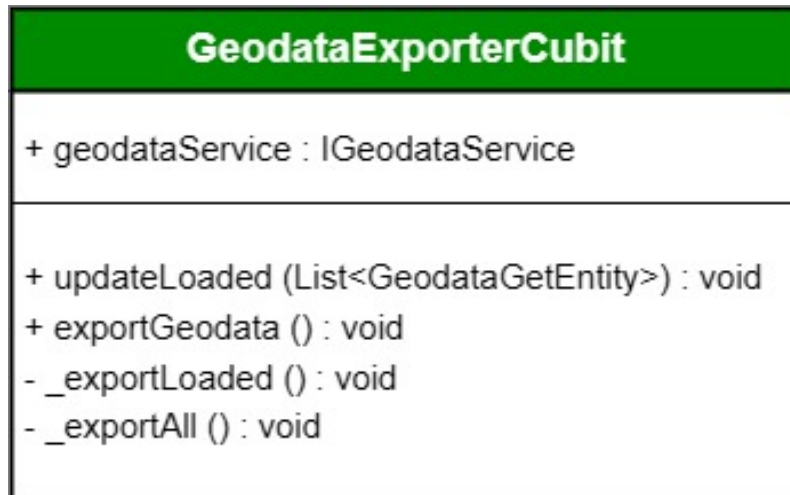 GeodataExporterCubit
+ geodataService : IGeodataService
+ updateLoaded (List<GeodataGetEntity>) : void
+ exportGeodata () : void
- _exportLoaded () : void
- _exportAll () : void